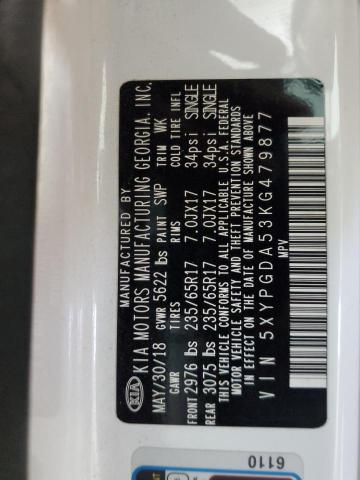 MANUFACTURED BY
KIA KIA MOTORS MANUFACTURING GEORGIA, INC.
MAY/30/18 GVWR 5622 lbs PAINT SWP TRIM WK
GAWR TIRES RIMS COLD TIRE INFL
FRONT 2976 lbs 235/65R17 7.0JX17 34psi SINGLE
REAR 3075 lbs 235/65R17 7.0JX17 34psi SINGLE
THIS VEHICLE CONFORMS TO ALL APPLICABLE U.S.A. FEDERAL
MOTOR VEHICLE SAFETY AND THEFT PREVENTION STANDARDS
IN EFFECT ON THE DATE OF MANUFACTURE SHOWN ABOVE
VIN 5XYPGDA53KG479877
MPV
6110